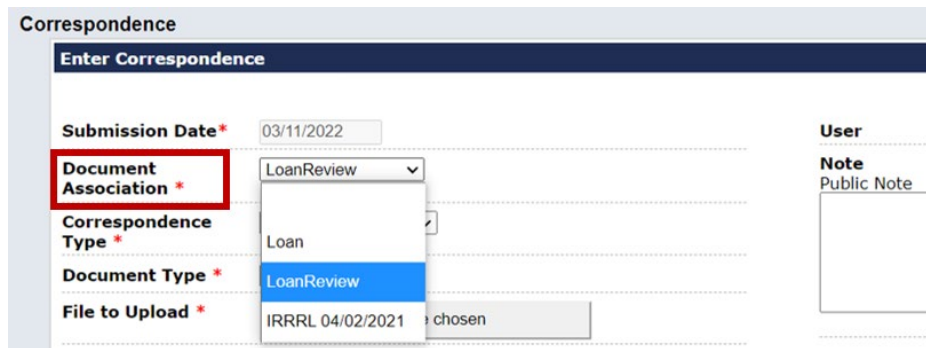 Correspondence
Enter Correspondence
Submission Date* 03/11/2022 User
Document Association * LoanReview Note
Public Note
Correspondence Type *
Loan
Document Type * LoanReview
File to Upload * IRRRL 04/02/2021 chosen